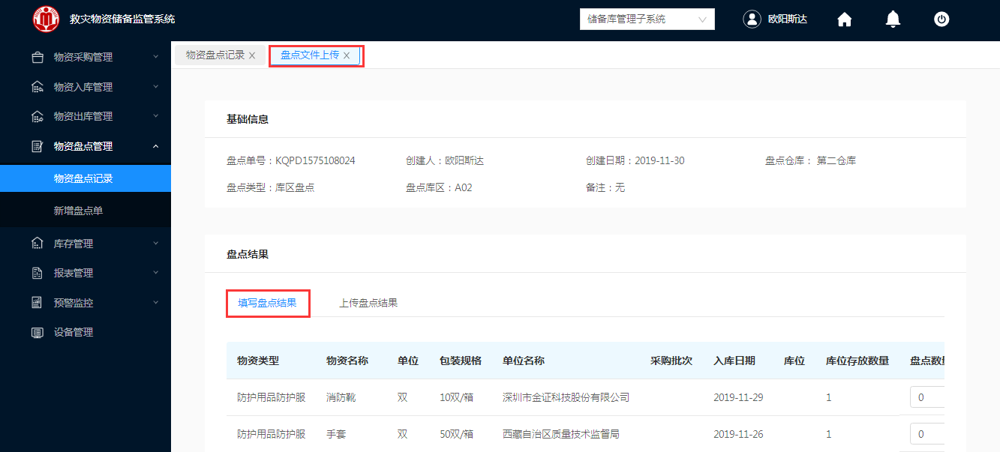 救灾物资储备监管系统
储备库管理子系统
欧阳斯达
物资采购管理
物资入库管理
物资出库管理
物资盘点管理
物资盘点记录
新增盘点单
库存管理
报表管理
预警监控
设备管理
物资盘点记录
盘点文件上传
基础信息
盘点单号：KQPD1575108024 创建人：欧阳斯达 创建日期：2019-11-30 盘点仓库： 第二仓库
盘点类型：库区盘点 盘点库区：A02 备注：无
盘点结果
填写盘点结果 上传盘点结果
物资类型 物资名称 单位 包装规格 单位名称 采购批次 入库日期 库位 库位存放数量 盘点数
防护用品防护服 消防靴 双 10双/箱 深圳市金证科技股份有限公司 2019-11-29 1 0
防护用品防护服 手套 双 50双/箱 西藏自治区质量技术监督局 2019-11-26 1 0